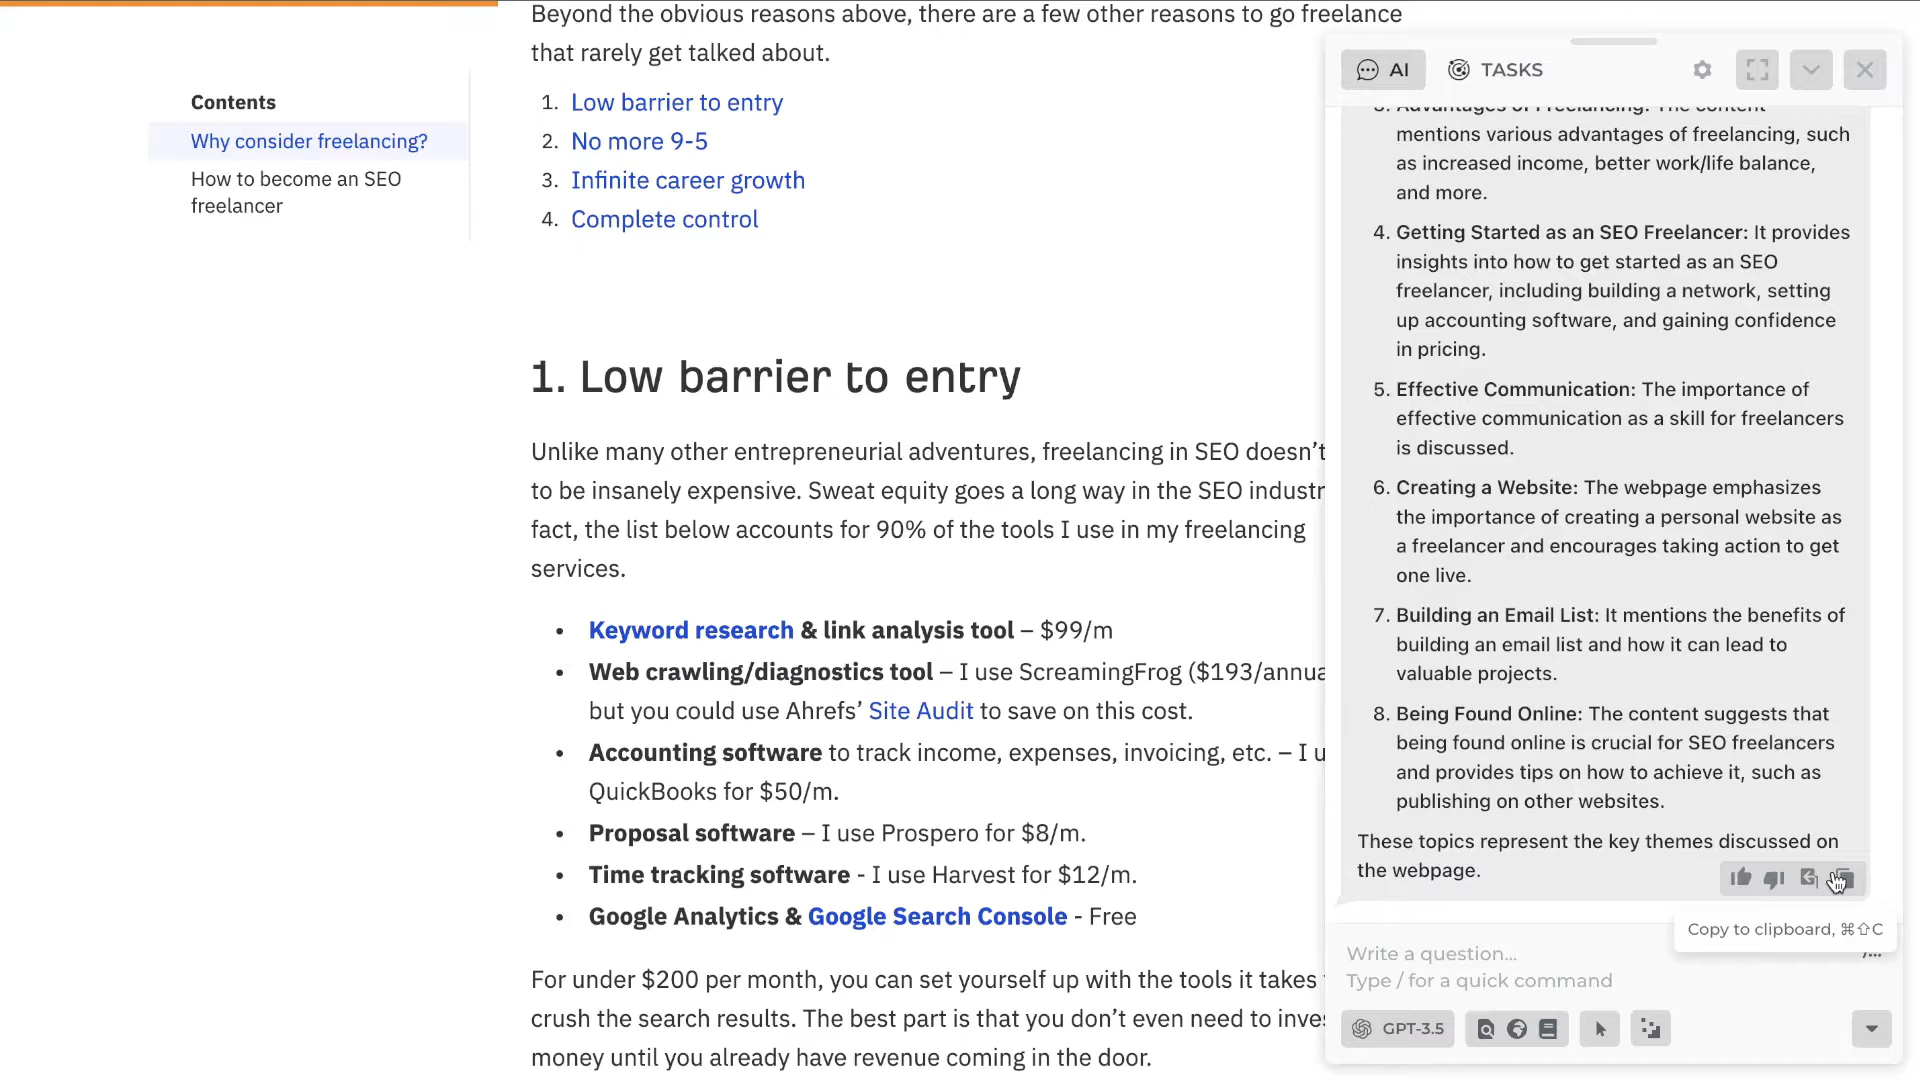 Beyond the obvious reasons above, there are a few other reasons to go freelance
that rarely get talked about.
Contents
Why consider freelancing?
How to become an SEO
freelancer
1. Low barrier to entry
2. No more 9-5
3. Infinite career growth
4. Complete control
1. Low barrier to entry
Unlike many other entrepreneurial adventures, freelancing in SEO doesn’t
to be insanely expensive. Sweat equity goes a long way in the SEO industr
fact, the list below accounts for 90% of the tools I use in my freelancing
services.
• Keyword research & link analysis tool – $99/m
• Web crawling/diagnostics tool – I use ScreamingFrog ($193/annua
but you could use Ahrefs’ Site Audit to save on this cost.
• Accounting software to track income, expenses, invoicing, etc. – I u
QuickBooks for $50/m.
• Proposal software – I use Prospero for $8/m.
• Time tracking software - I use Harvest for $12/m.
• Google Analytics & Google Search Console - Free
For under $200 per month, you can set yourself up with the tools it takes
crush the search results. The best part is that you don’t even need to inves
money until you already have revenue coming in the door.
AI TASKS
3. Advantages of Freelancing: The content
mentions various advantages of freelancing, such
as increased income, better work/life balance,
and more.
4. Getting Started as an SEO Freelancer: It provides
insights into how to get started as an SEO
freelancer, including building a network, setting
up accounting software, and gaining confidence
in pricing.
5. Effective Communication: The importance of
effective communication as a skill for freelancers
is discussed.
6. Creating a Website: The webpage emphasizes
the importance of creating a personal website as
a freelancer and encourages taking action to get
one live.
7. Building an Email List: It mentions the benefits of
building an email list and how it can lead to
valuable projects.
8. Being Found Online: The content suggests that
being found online is crucial for SEO freelancers
and provides tips on how to achieve it, such as
publishing on other websites.
These topics represent the key themes discussed on
the webpage.
Copy to clipboard, ⌘⇧C
Write a question...
Type / for a quick command
GPT-3.5